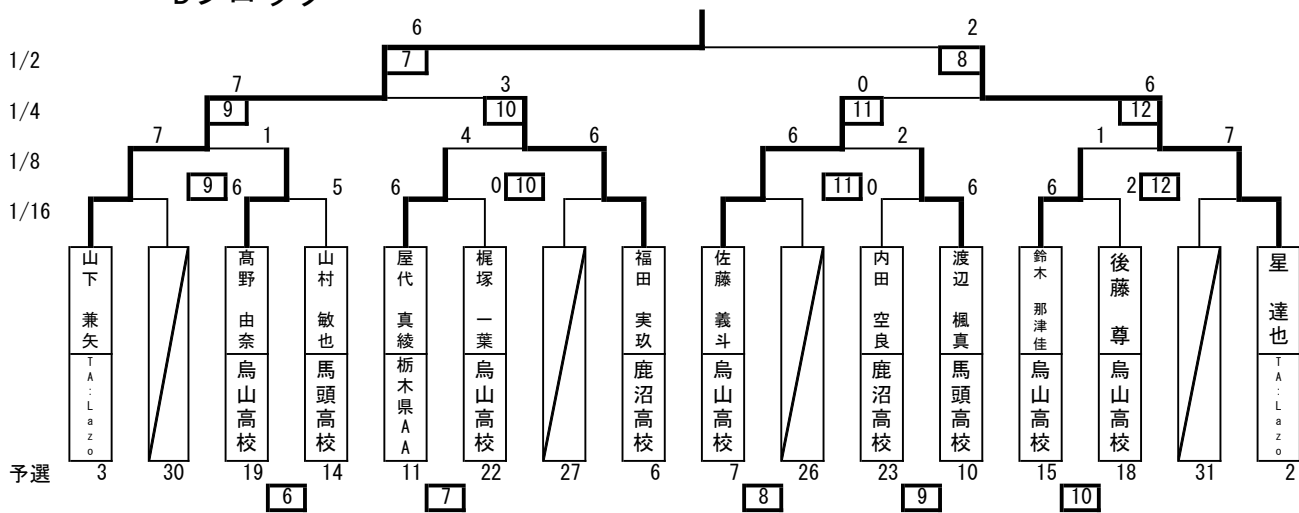 Dブロック
6 2
1/2 7 8
7 3 0 6
1/4 9 10 11 12
7 1 4 6 6 2 1 7
1/8
9 6 5 6 0 10 11 0 6 6 2 12
1/16
山下 兼矢 TA:Lazo
髙野 由奈 烏山高校
山村 敏也 馬頭高校
屋代 真綾 栃木県AA
梶塚 一葉 烏山高校
福田 実玖 鹿沼高校
佐藤 義斗 烏山高校
内田 空良 鹿沼高校
渡辺 楓真 馬頭高校
鈴木 那津佳 烏山高校
後藤 尊 烏山高校
星 達也 TA:Lazo
予選 3 30 19 14 11 22 27 6 7 26 23 10 15 18 31 2
6 7 8 9 10